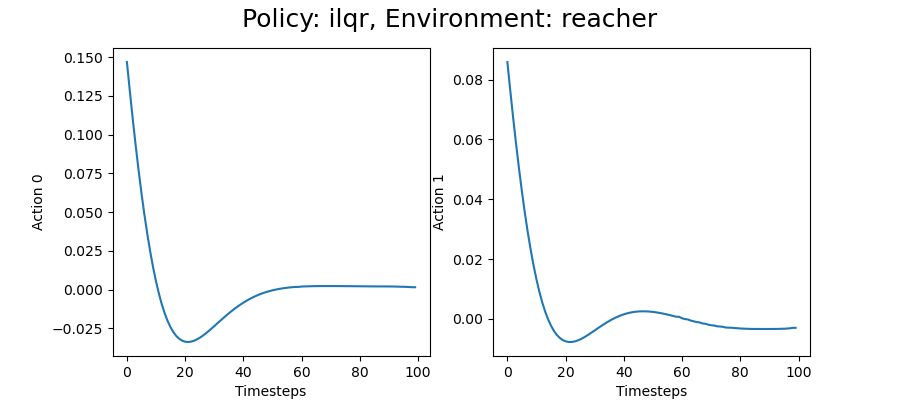 Policy: ilqr, Environment: reacher
0.150
0.125
0.100
0.075
0.050
0.025
0.000
−0.025
Action 0
0 20 40 60 80 100
Timesteps
0.08
0.06
0.04
0.02
0.00
Action 1
0 20 40 60 80 100
Timesteps